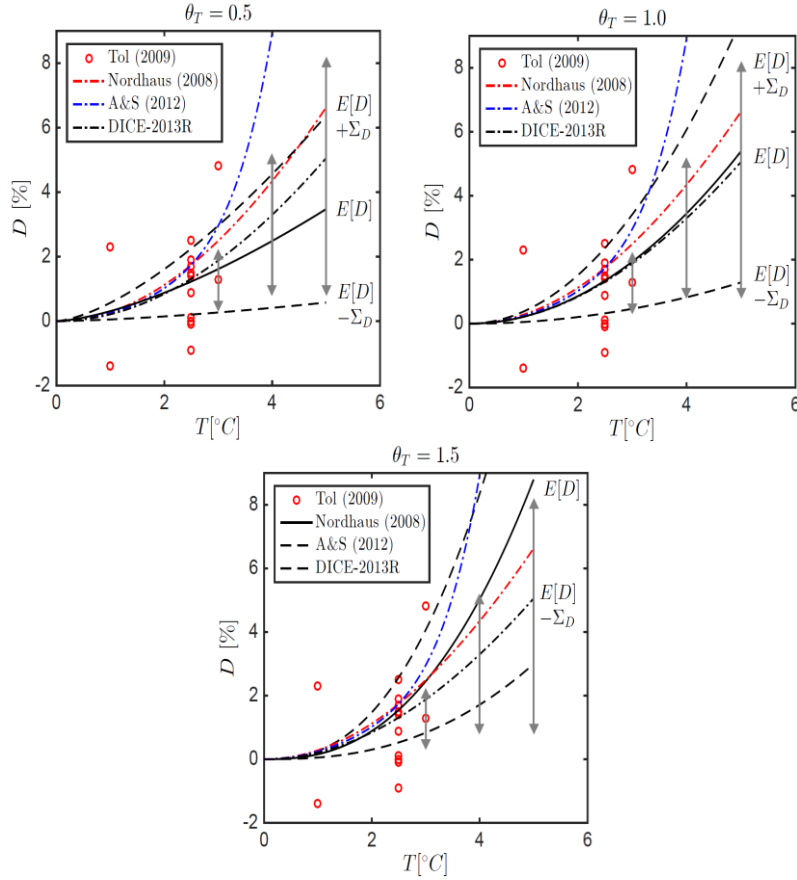 θ_T = 0.5
8
6
4
2
0
-2
D [%]
Tol (2009)
Nordhaus (2008)
A&S (2012)
DICE-2013R
E[D]
+Σ_D
E[D]
E[D]
−Σ_D
0 2 4 6
T[°C]
θ_T = 1.0
8
6
4
2
0
-2
D [%]
Tol (2009)
Nordhaus (2008)
A&S (2012)
DICE-2013R
E[D]
+Σ_D
E[D]
E[D]
−Σ_D
0 2 4 6
T[°C]
θ_T = 1.5
8
6
4
2
0
-2
D [%]
Tol (2009)
Nordhaus (2008)
A&S (2012)
DICE-2013R
E[D]
E[D]
−Σ_D
0 2 4 6
T[°C]